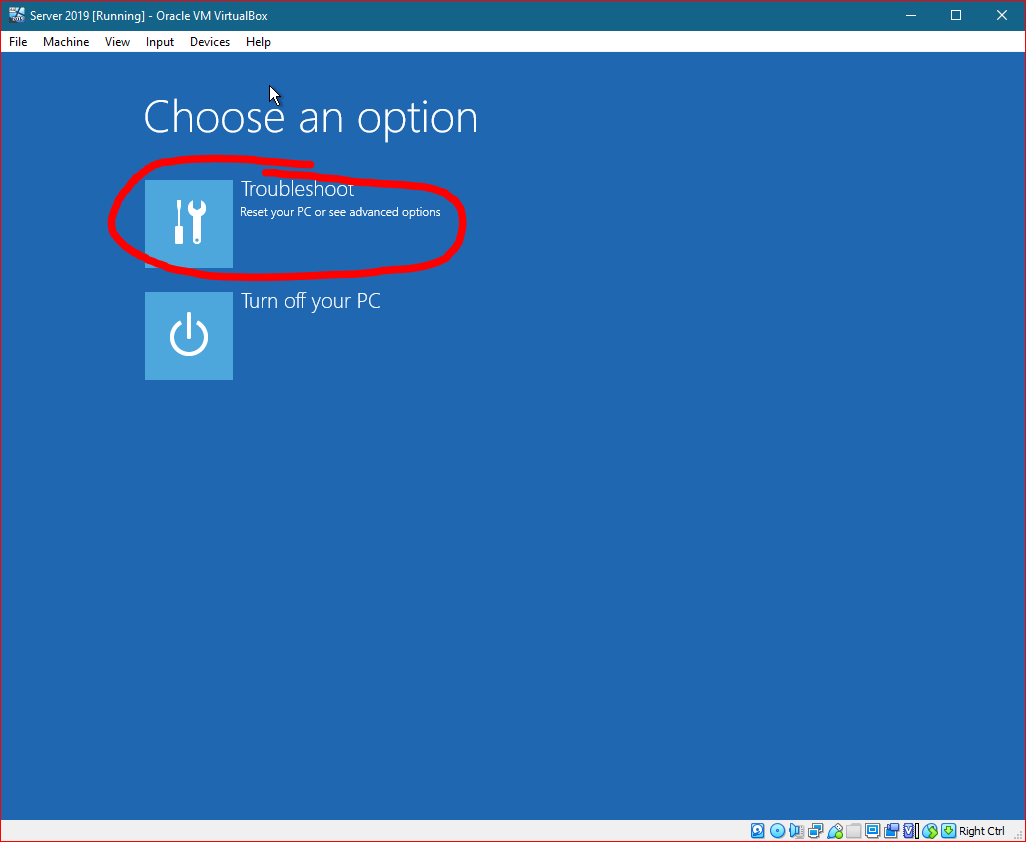 Server 2019 [Running] - Oracle VM VirtualBox
File Machine View Input Devices Help
Choose an option
Troubleshoot
Reset your PC or see advanced options
Turn off your PC
Right Ctrl